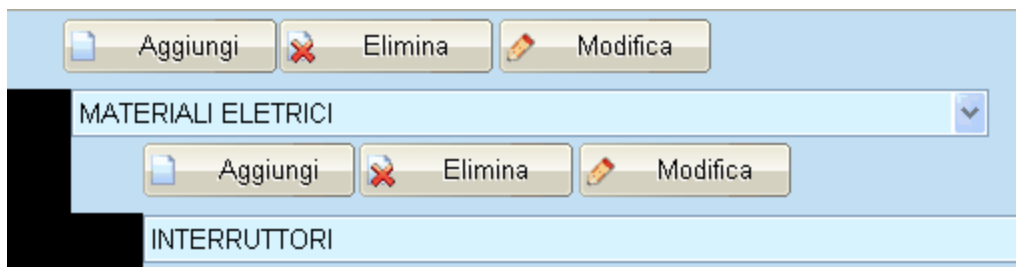 Aggiungi Elimina Modifica
MATERIALI ELETRICI
Aggiungi Elimina Modifica
INTERRUTTORI